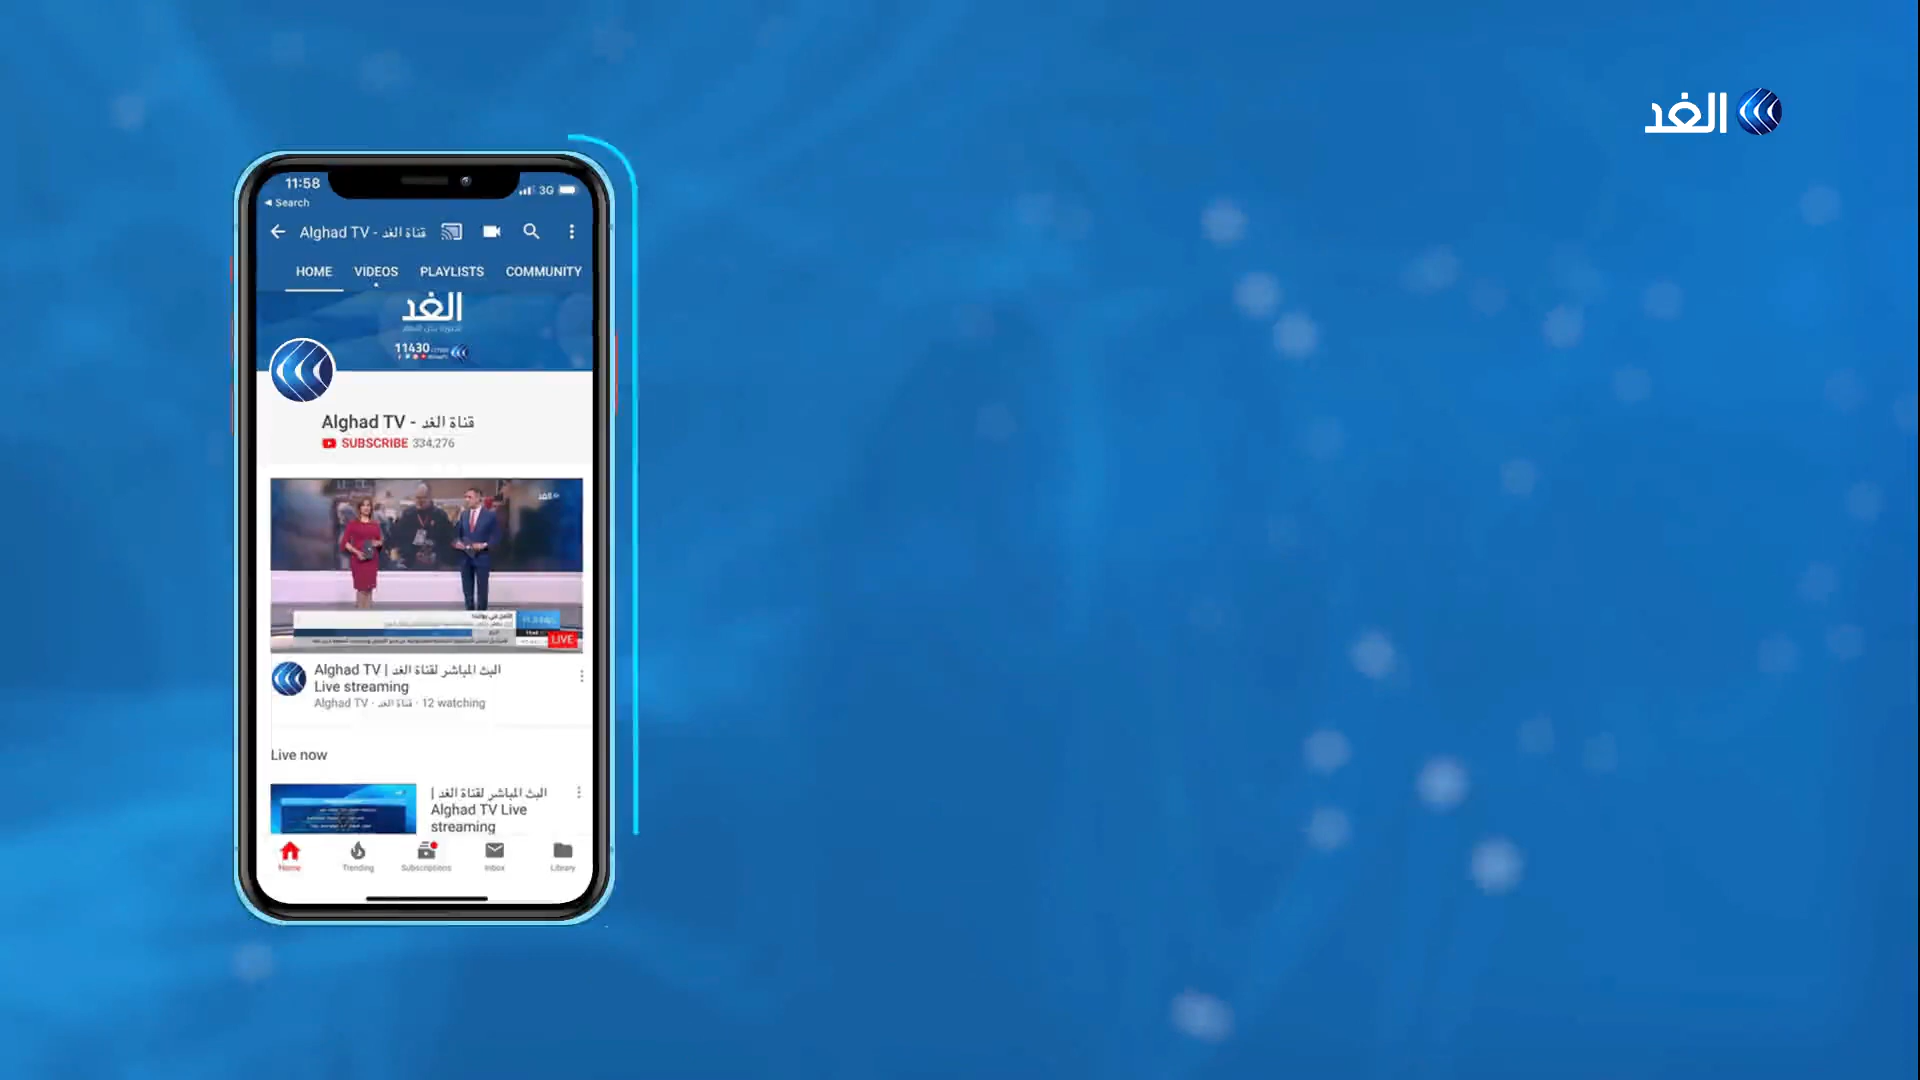 الغد
11:58
3G
Search
Alghad TV - قناة الغد
HOME VIDEOS PLAYLISTS COMMUNITY
الغد
11430
Alghad TV - قناة الغد
SUBSCRIBE 334,276
الغد
LIVE
Alghad TV | البث المباشر لقناة الغد
Live streaming
Alghad TV - قناة الغد · 12 watching
Live now
البث المباشر لقناة الغد |
Alghad TV Live
streaming
Home Trending Subscriptions Inbox Library